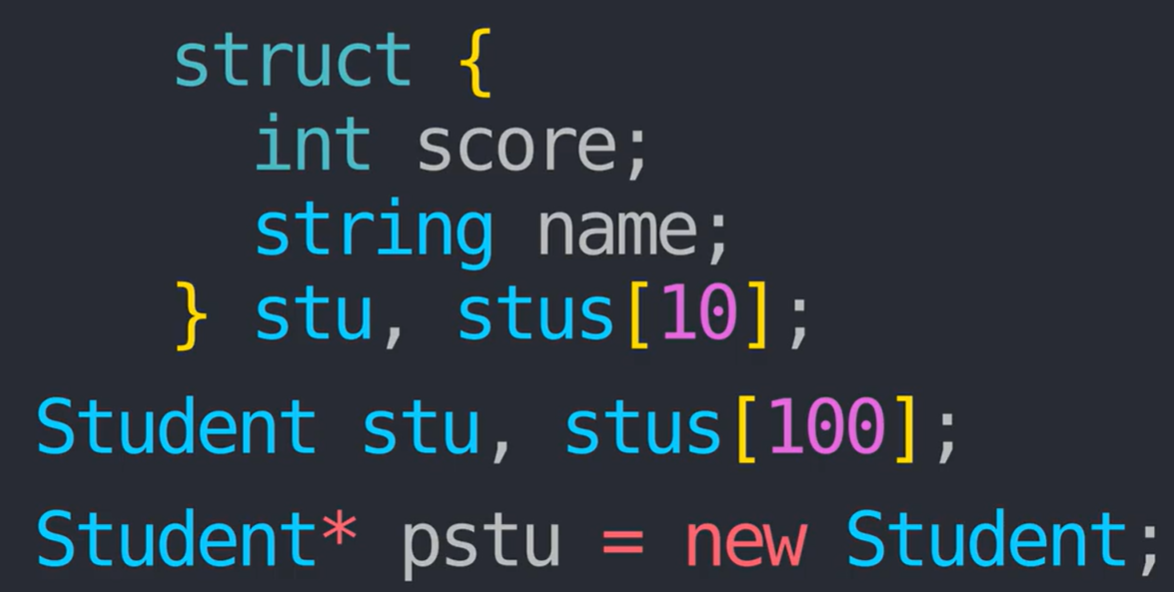 struct {
int score;
string name;
} stu, stus[10];
Student stu, stus[100];
Student* pstu = new Student;